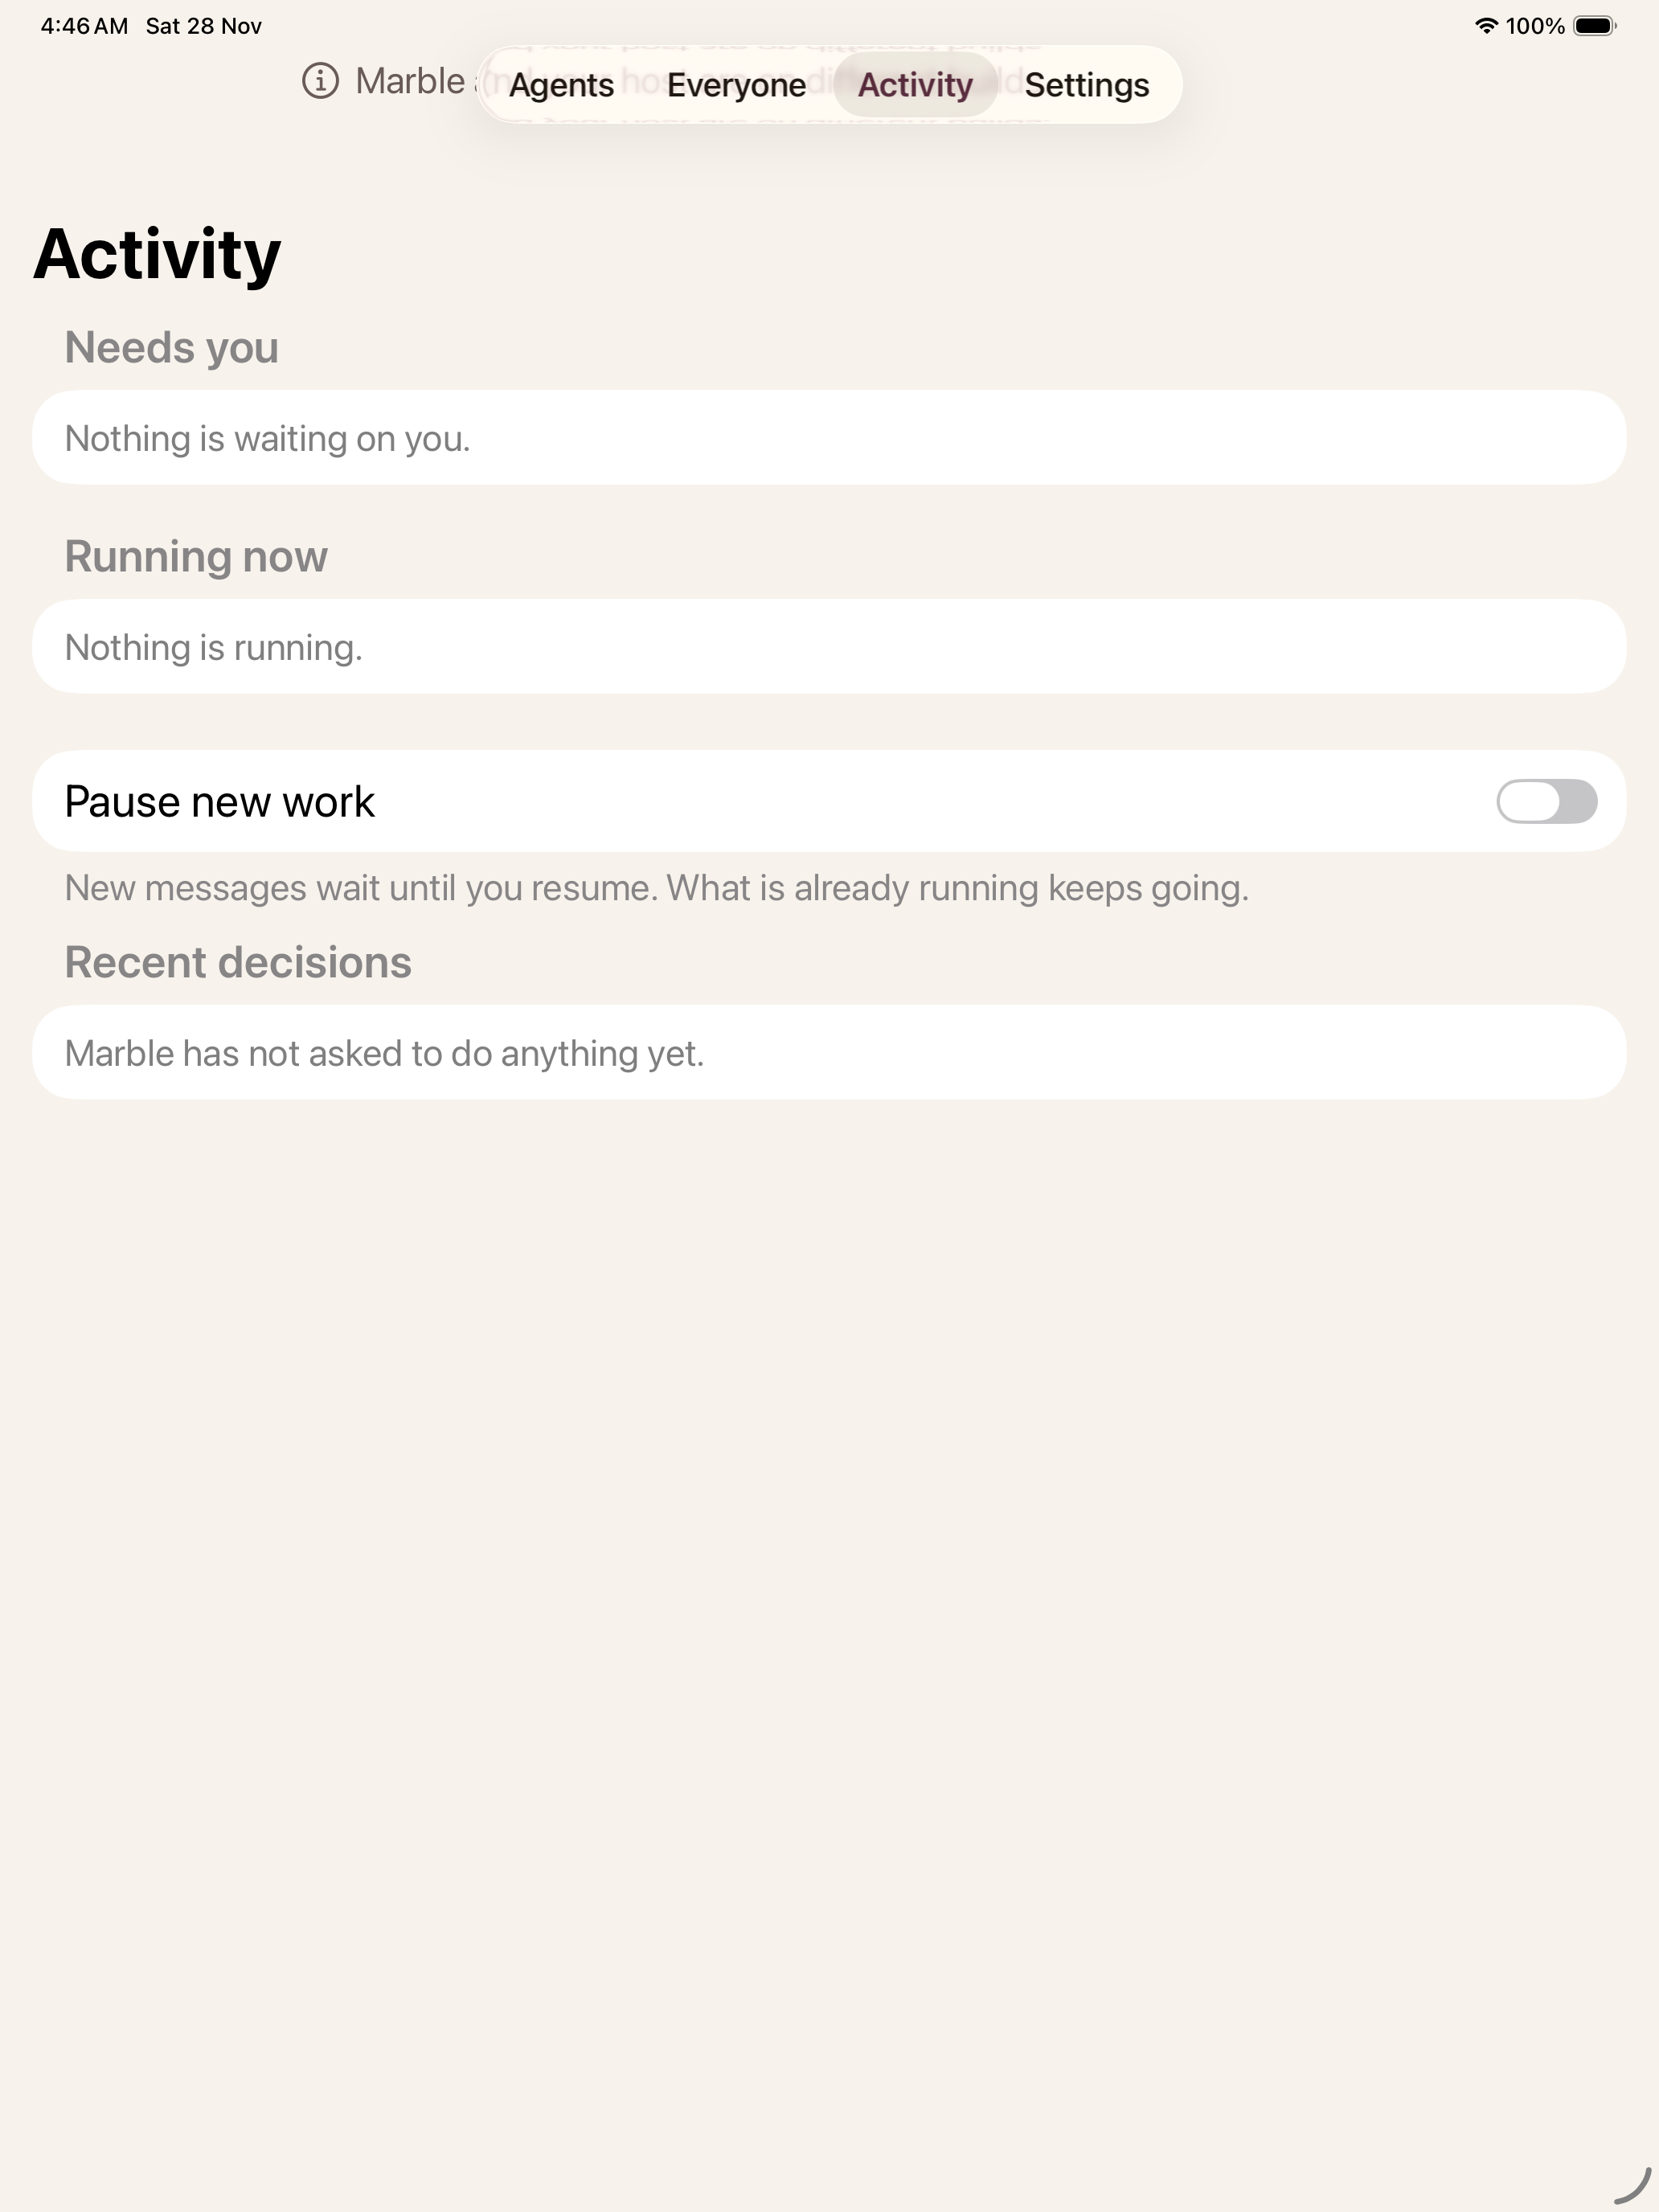 4:46 AM Sat 28 Nov
100%
Marble
Agents Everyone Activity Settings
Activity
Needs you
Nothing is waiting on you.
Running now
Nothing is running.
Pause new work
New messages wait until you resume. What is already running keeps going.
Recent decisions
Marble has not asked to do anything yet.